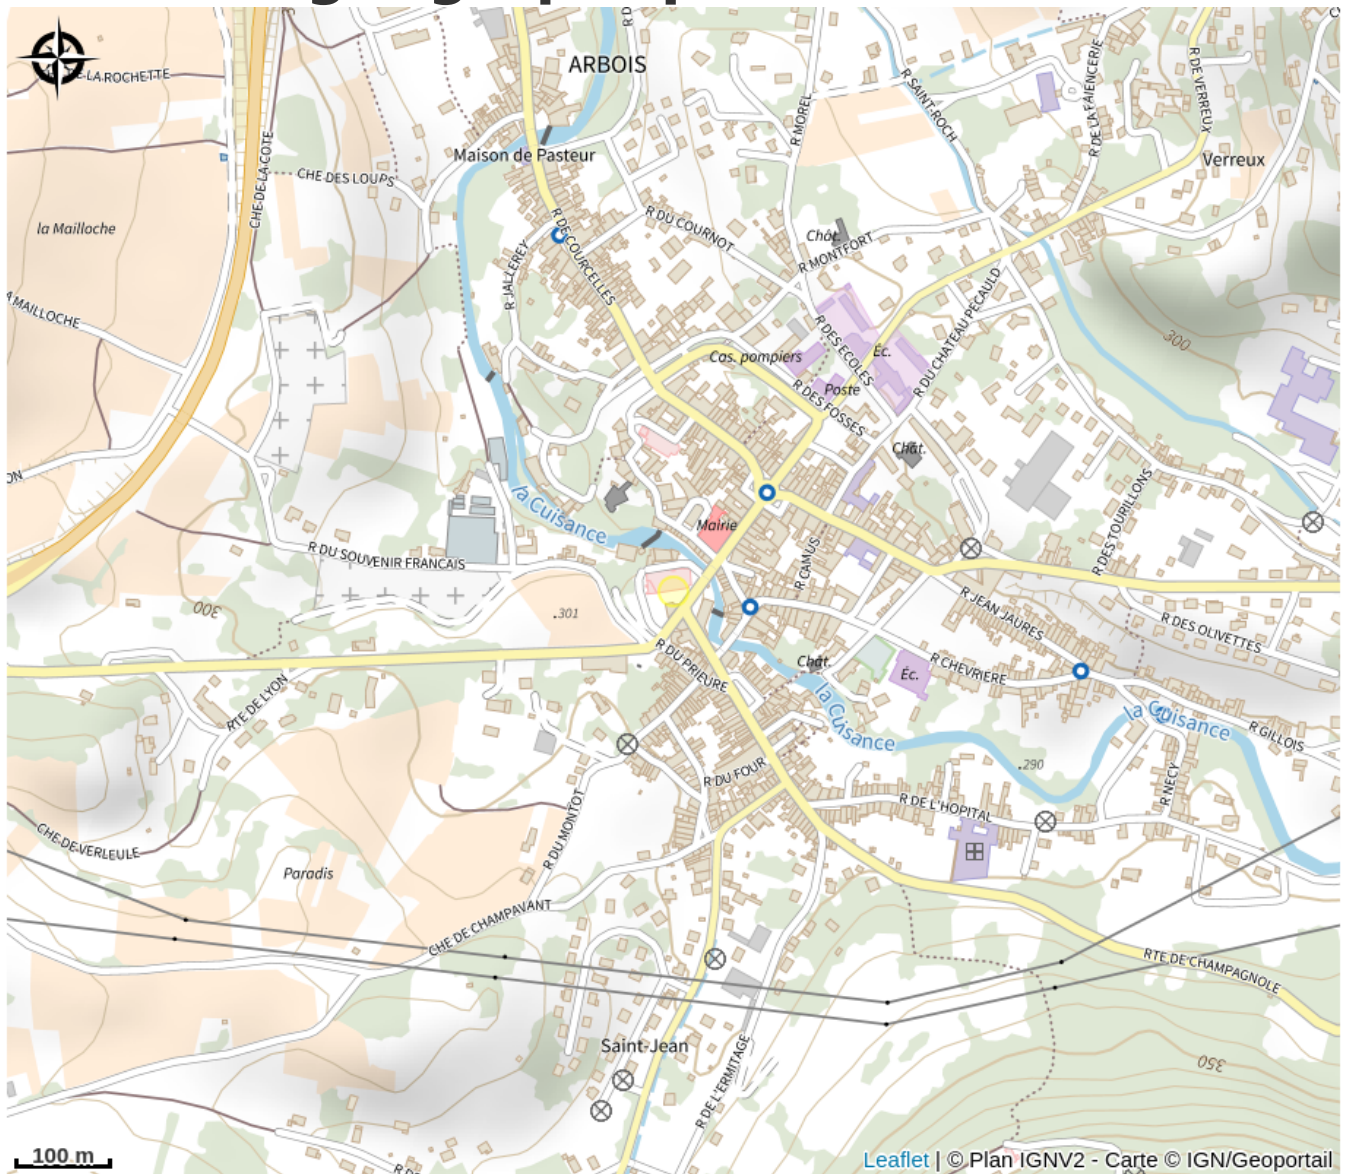 ARBOIS
LA ROCHETTE
R SAINT-ROCH
R DE LA FAIENCERIE
R DE VERREUX
R MOREL
CHE DE LA COTE
Maison de Pasteur
Verreux
CHE DES LOUPS
la Mailloche
R DU COURNOT
Chât.
R MONTFORT
R DE COURCELLES
R JALLEREY
A MAILLOCHE
R DES ECOLES
R DU CHATEAU PECAULD
300
Cas. pompiers
Éc.
Poste
R DES FOSSES
Chât.
ON
la Cuisance
Mairie
R DES TOURILLONS
R DU SOUVENIR FRANCAIS
R CANUS
300
.301
R JEAN JAURES
R DES OLIVETTES
R DU PRIEURE
Chât.
R CHEVRIERE
Éc.
RTE DE LYON
la Cuisance
la Cuisance
R GILLOIS
.290
R DU FOUR
R NECY
R DE L'HOPITAL
R DU MONTOT
CHE DE VERLEULE
Paradis
CHE DE CHAMPAVANT
RTE DE CHAMPAGNOLE
Saint-Jean
R DE L'ERMITAGE
350
100 m
Leaflet | © Plan IGNV2 - Carte © IGN/Geoportail